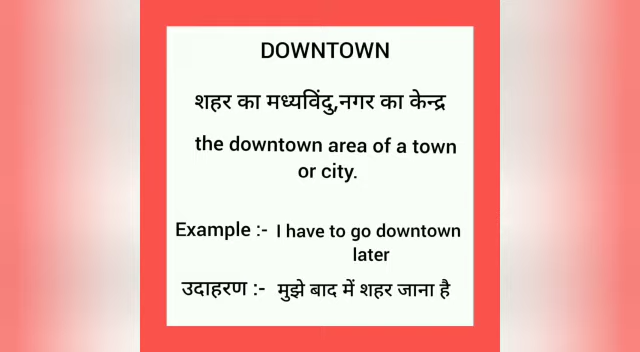 DOWNTOWN
शहर का मध्यविंदु,नगर का केन्द्र
the downtown area of a town
or city.
Example :- I have to go downtown
later
उदाहरण :- मुझे बाद में शहर जाना है